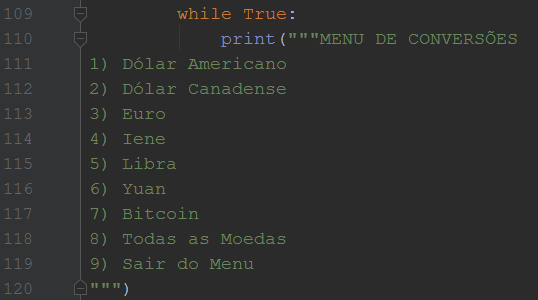 109 while True:
110 print("""MENU DE CONVERSÕES
111 1) Dólar Americano
112 2) Dólar Canadense
113 3) Euro
114 4) Iene
115 5) Libra
116 6) Yuan
117 7) Bitcoin
118 8) Todas as Moedas
119 9) Sair do Menu
120 """)